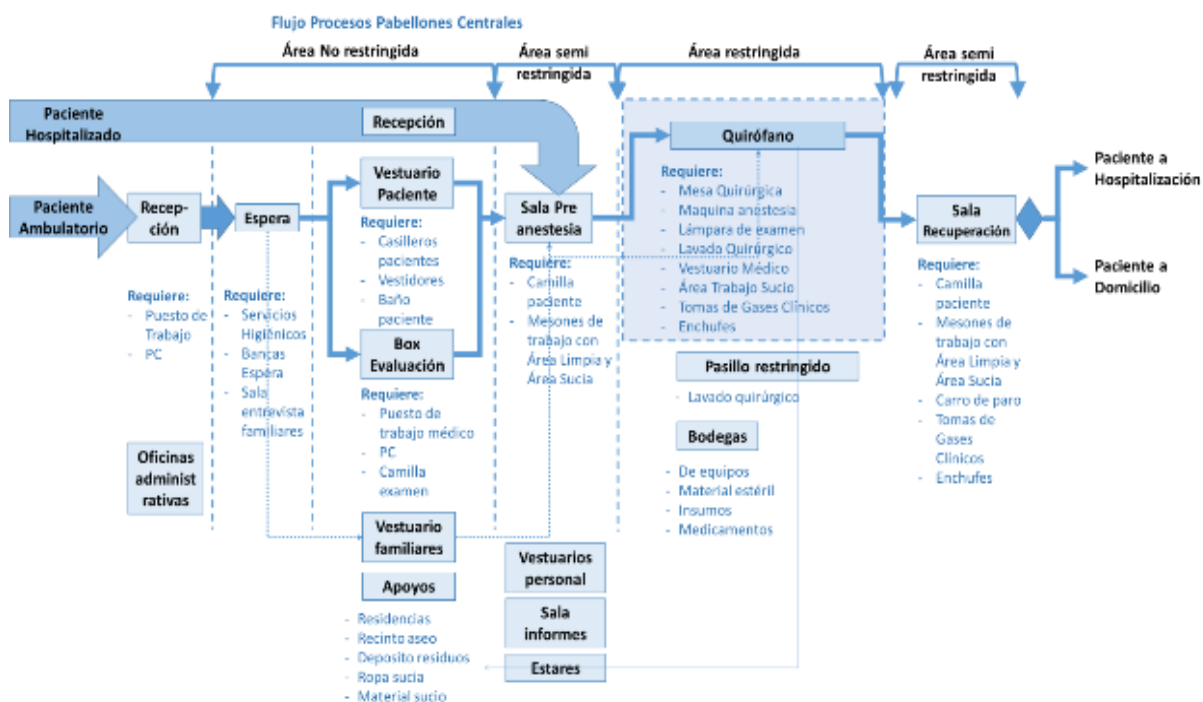 Flujo Procesos Pabellones Centrales
Área No restringida
Área semi
restringida
Área restringida
Área semi
restringida
Paciente
Hospitalizado
Recepción
Paciente
Ambulatorio
Recep-
ción
Requiere:
- Puesto de
Trabajo
- PC
Oficinas
administ
rativas
Espera
Requiere:
- Servicios
Higiénicos
- Bancas
Espera
- Sala
entrevista
familiares
Vestuario
Paciente
Requiere:
- Casilleros
pacientes
- Vestidores
- Baño
paciente
Box
Evaluación
Requiere:
- Puesto de
trabajo médico
- PC
- Camilla
examen
Vestuario
familiares
Apoyos
- Residencias
- Recinto aseo
- Deposito residuos
- Ropa sucia
- Material sucio
Sala Pre
anestesia
Requiere:
- Camilla
paciente
- Mesones de
trabajo con
Área Limpia y
Área Sucia
Vestuarios
personal
Sala
informes
Estares
Quirófano
Requiere:
- Mesa Quirúrgica
- Maquina anestesia
- Lámpara de examen
- Lavado Quirúrgico
- Vestuario Médico
- Área Trabajo Sucio
- Tomas de Gases Clínicos
- Enchufes
Pasillo restringido
- Lavado quirúrgico
Bodegas
- De equipos
- Material estéril
- Insumos
- Medicamentos
Sala
Recuperación
Requiere:
- Camilla
paciente
- Mesones de
trabajo con
Área Limpia
y Área Sucia
- Carro de paro
- Tomas de
Gases
Clínicos
- Enchufes
Paciente a
Hospitalización
Paciente a
Domicilio